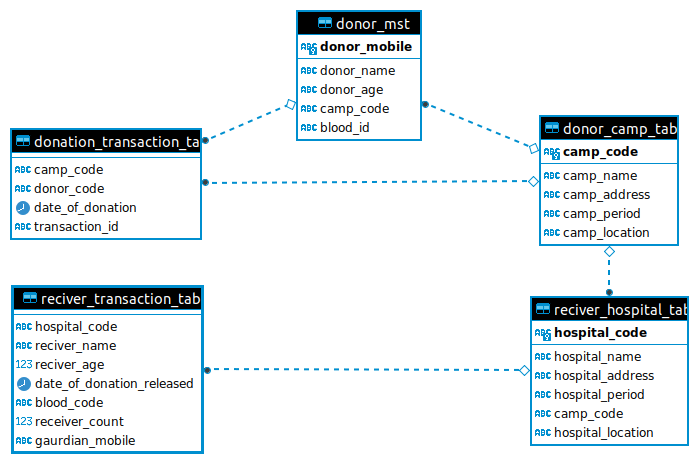 donor_mst
donor_mobile
donor_name
donor_age
camp_code
blood_id
donation_transaction_ta
camp_code
donor_code
date_of_donation
transaction_id
donor_camp_tab
camp_code
camp_name
camp_address
camp_period
camp_location
reciver_transaction_tab
hospital_code
reciver_name
123 reciver_age
date_of_donation_released
blood_code
123 receiver_count
gaurdian_mobile
reciver_hospital_tab
hospital_code
hospital_name
hospital_address
hospital_period
camp_code
hospital_location